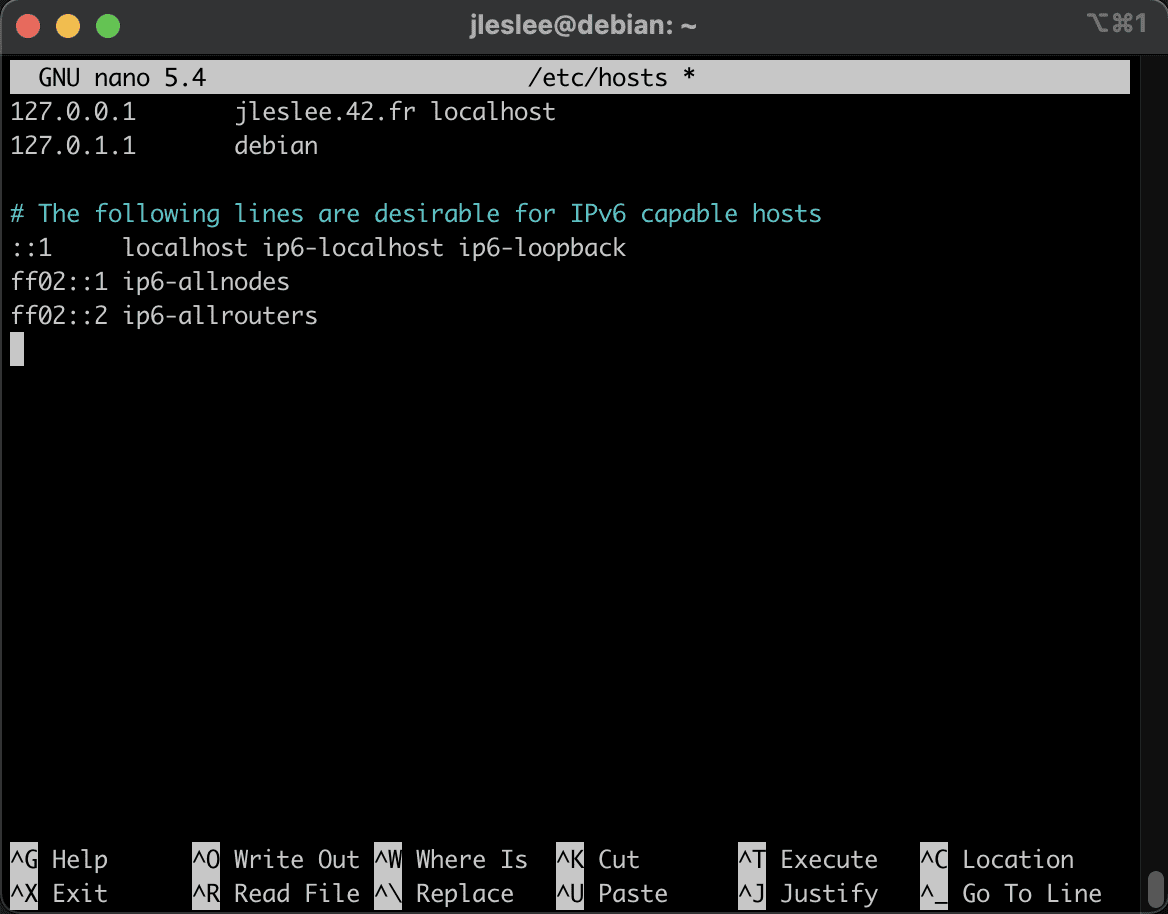 jleslee@debian: ~ ⌥⌘1
GNU nano 5.4 /etc/hosts *
127.0.0.1 jleslee.42.fr localhost
127.0.1.1 debian
# The following lines are desirable for IPv6 capable hosts
::1 localhost ip6-localhost ip6-loopback
ff02::1 ip6-allnodes
ff02::2 ip6-allrouters
^G Help ^O Write Out ^W Where Is ^K Cut ^T Execute ^C Location
^X Exit ^R Read File ^\ Replace ^U Paste ^J Justify ^_ Go To Line